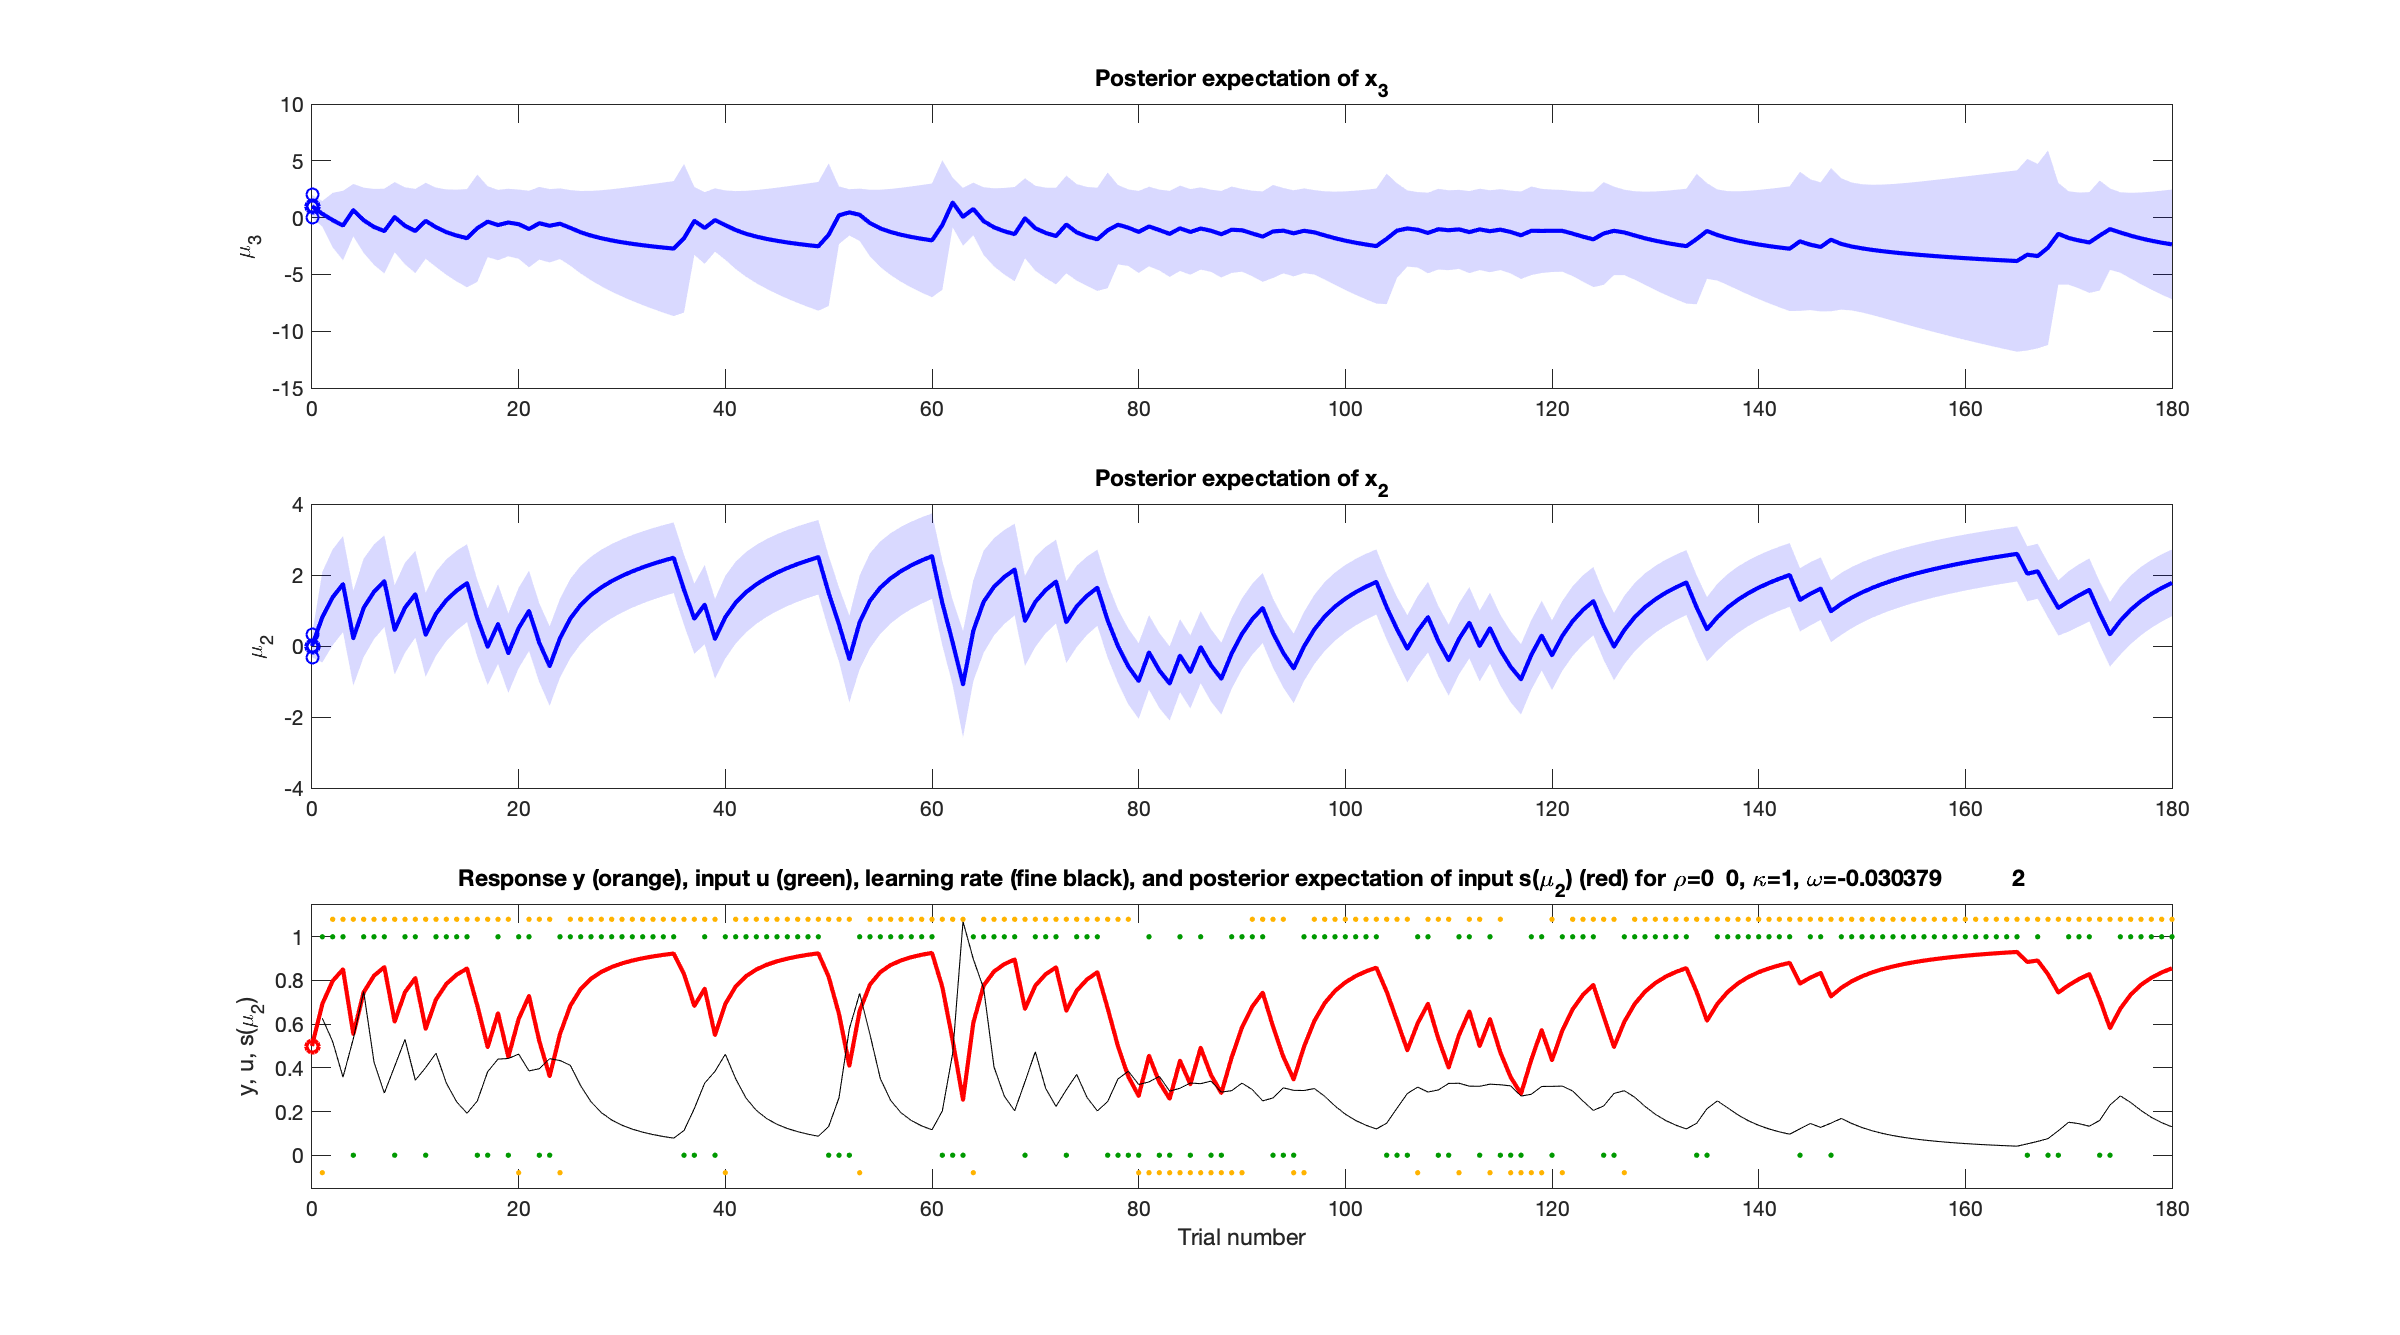 Posterior expectation of x3
10
5
0
-5
-10
-15
μ3
0 20 40 60 80 100 120 140 160 180
Posterior expectation of x2
4
2
0
-2
-4
μ2
0 20 40 60 80 100 120 140 160 180
Response y (orange), input u (green), learning rate (fine black), and posterior expectation of input s(μ2) (red) for ρ=0 0, κ=1, ω=-0.030379 2
1
0.8
0.6
0.4
0.2
0
y, u, s(μ2)
0 20 40 60 80 100 120 140 160 180
Trial number